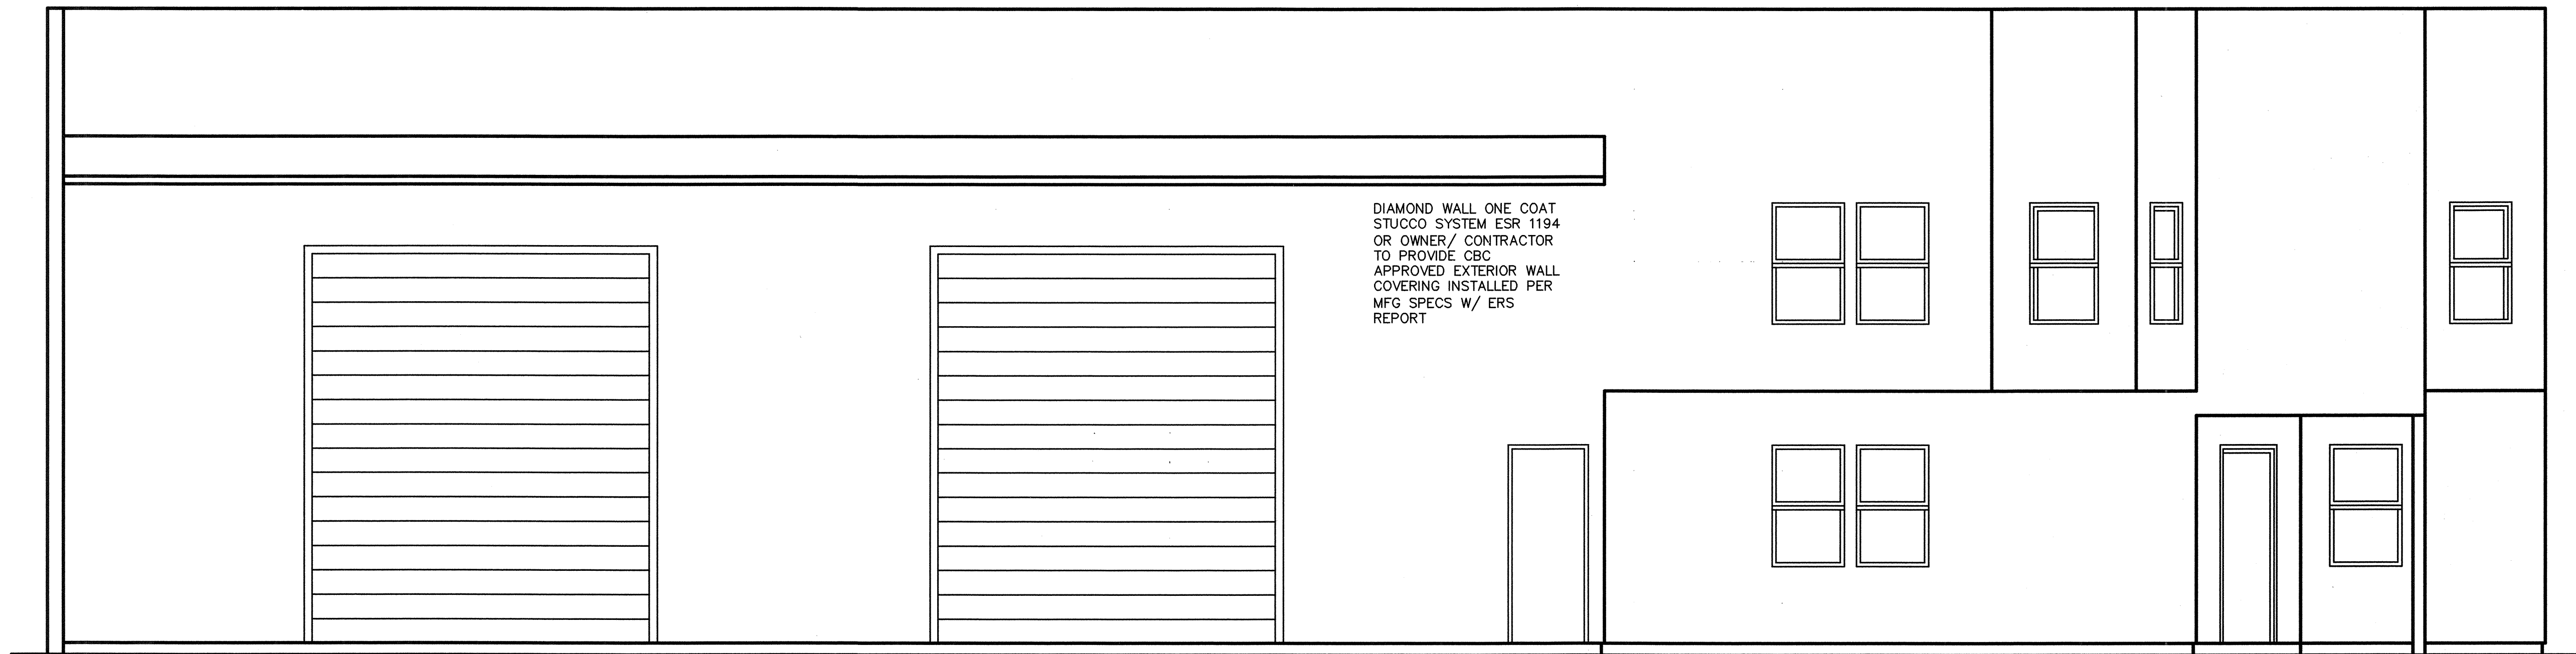 DIAMOND WALL ONE COAT
STUCCO SYSTEM ESR 1194
OR OWNER/ CONTRACTOR
TO PROVIDE CBC
APPROVED EXTERIOR WALL
COVERING INSTALLED PER
MFG SPECS W/ ERS
REPORT